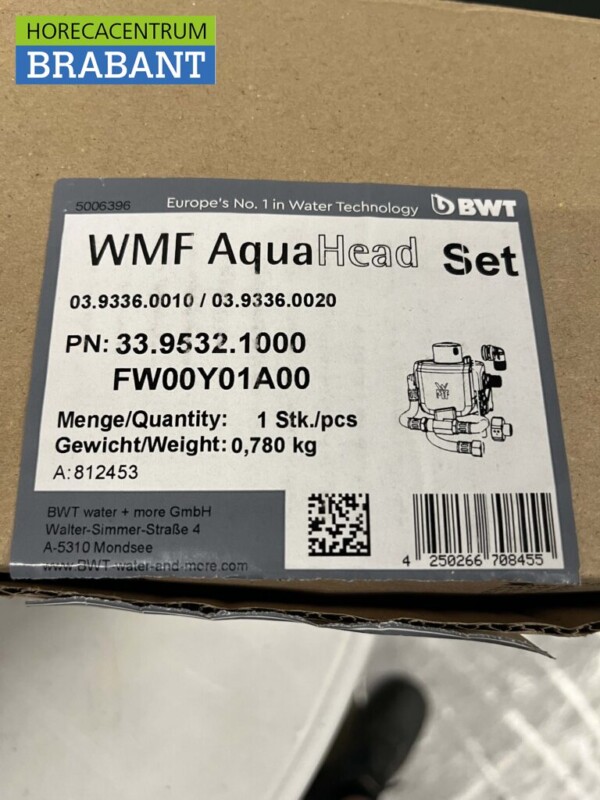 HORECACENTRUM
BRABANT
5006396
Europe's No. 1 in Water Technology
BWT
WMF AquaHead Set
03.9336.0010 / 03.9336.0020
PN: 33.9532.1000
FW00Y01A00
WMF
Menge/Quantity: 1 Stk./pcs
Gewicht/Weight: 0,780 kg
A: 812453
BWT water + more GmbH
Walter-Simmer-Straße 4
A-5310 Mondsee
www.BWT-water-and-more.com
4 250266 708455